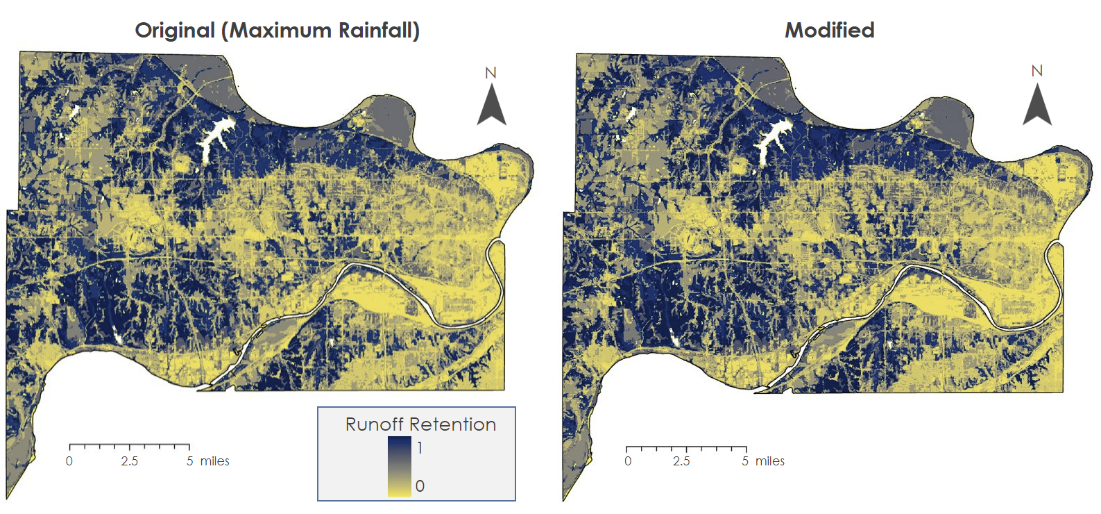 Original (Maximum Rainfall)
Modified
N
N
Runoff Retention
1
0
0 2.5 5 miles
0 2.5 5 miles